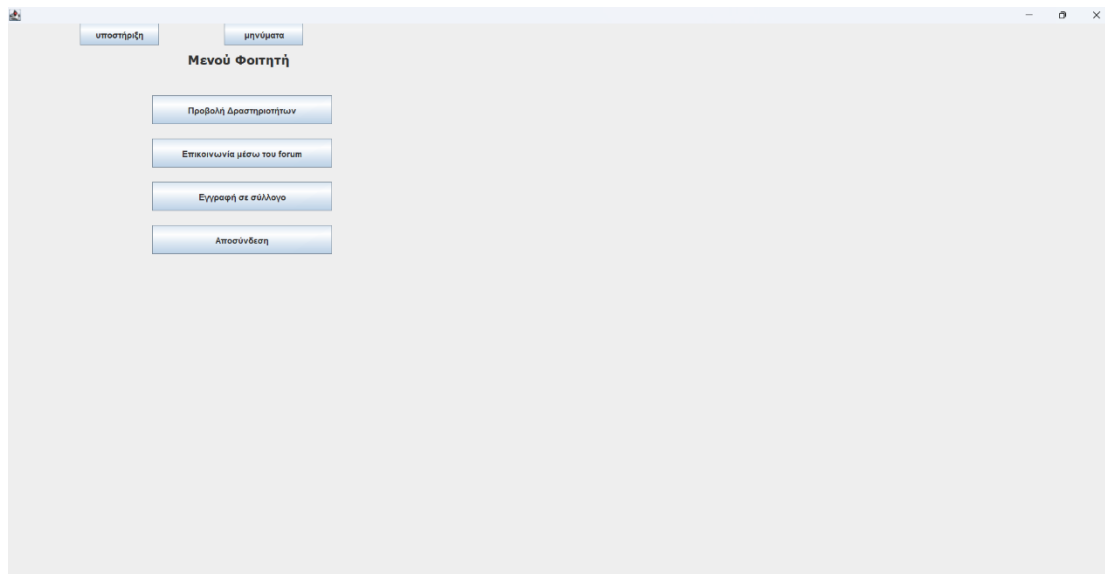 υποστήριξη μηνύματα
Μενού Φοιτητή
Προβολή Δραστηριοτήτων
Επικοινωνία μέσω του forum
Εγγραφή σε σύλλογο
Αποσύνδεση